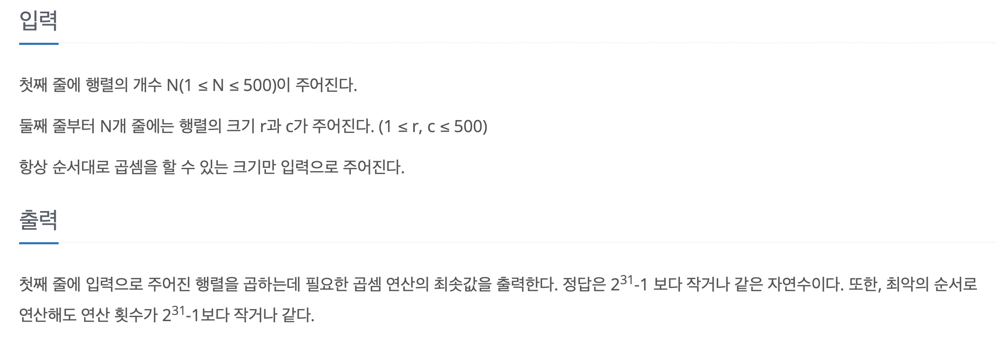 입력
첫째 줄에 행렬의 개수 N(1 ≤ N ≤ 500)이 주어진다.
둘째 줄부터 N개 줄에는 행렬의 크기 r과 c가 주어진다. (1 ≤ r, c ≤ 500)
항상 순서대로 곱셈을 할 수 있는 크기만 입력으로 주어진다.
출력
첫째 줄에 입력으로 주어진 행렬을 곱하는데 필요한 곱셈 연산의 최솟값을 출력한다. 정답은 2³¹-1 보다 작거나 같은 자연수이다. 또한, 최악의 순서로
연산해도 연산 횟수가 2³¹-1보다 작거나 같다.